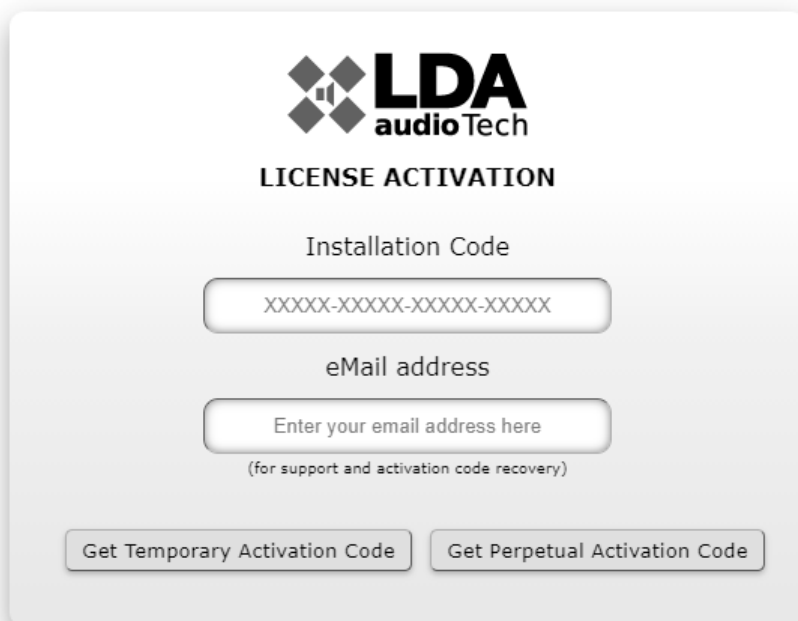 LDA
audioTech
LICENSE ACTIVATION
Installation Code
XXXXX-XXXXX-XXXXX-XXXXX
eMail address
Enter your email address here
(for support and activation code recovery)
Get Temporary Activation Code
Get Perpetual Activation Code